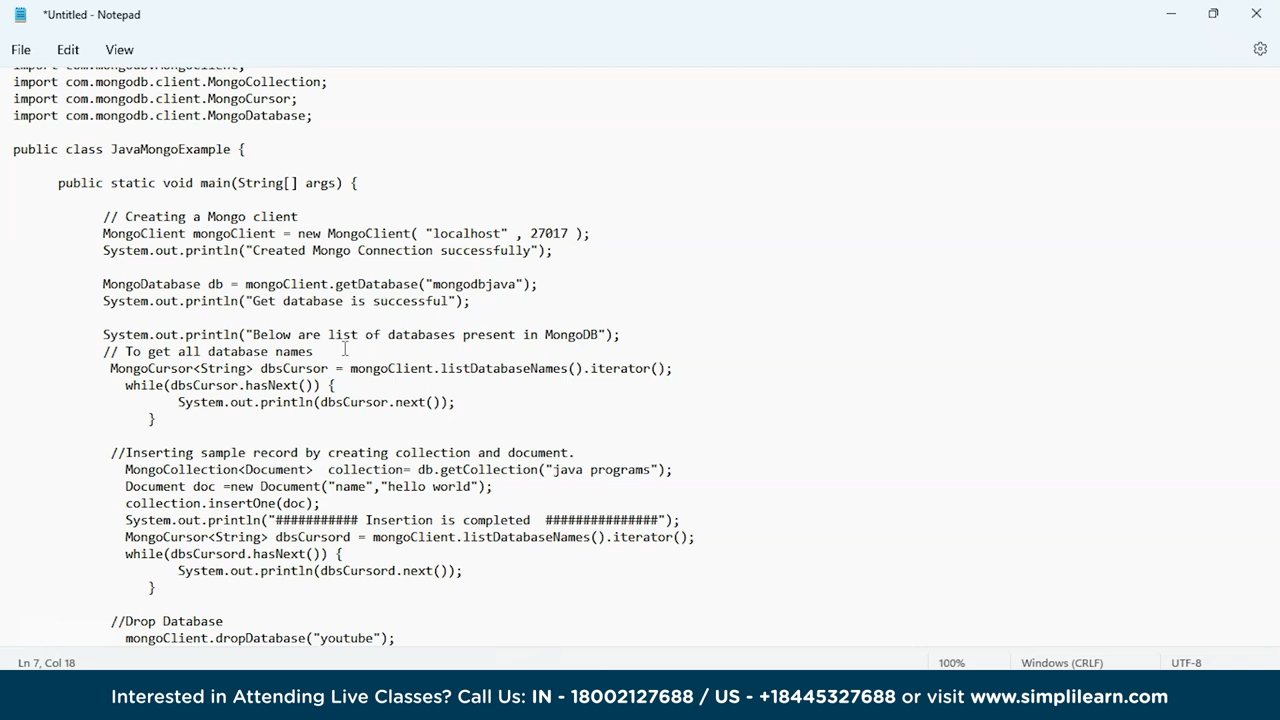 *Untitled - Notepad
File Edit View
import com.mongodb.client.MongoCollection;
import com.mongodb.client.MongoCursor;
import com.mongodb.client.MongoDatabase;
public class JavaMongoExample {
public static void main(String[] args) {
// Creating a Mongo client
MongoClient mongoClient = new MongoClient( "localhost" , 27017 );
System.out.println("Created Mongo Connection successfully");
MongoDatabase db = mongoClient.getDatabase("mongodbjava");
System.out.println("Get database is successful");
System.out.println("Below are list of databases present in MongoDB");
// To get all database names
MongoCursor<String> dbsCursor = mongoClient.listDatabaseNames().iterator();
while(dbsCursor.hasNext()) {
System.out.println(dbsCursor.next());
}
//Inserting sample record by creating collection and document.
MongoCollection<Document> collection= db.getCollection("java programs");
Document doc =new Document("name","hello world");
collection.insertOne(doc);
System.out.println("########### Insertion is completed ###############");
MongoCursor<String> dbsCursord = mongoClient.listDatabaseNames().iterator();
while(dbsCursord.hasNext()) {
System.out.println(dbsCursord.next());
}
//Drop Database
mongoClient.dropDatabase("youtube");
Ln 7, Col 18 100% Windows (CRLF) UTF-8
Interested in Attending Live Classes? Call Us: IN - 18002127688 / US - +18445327688 or visit www.simplilearn.com